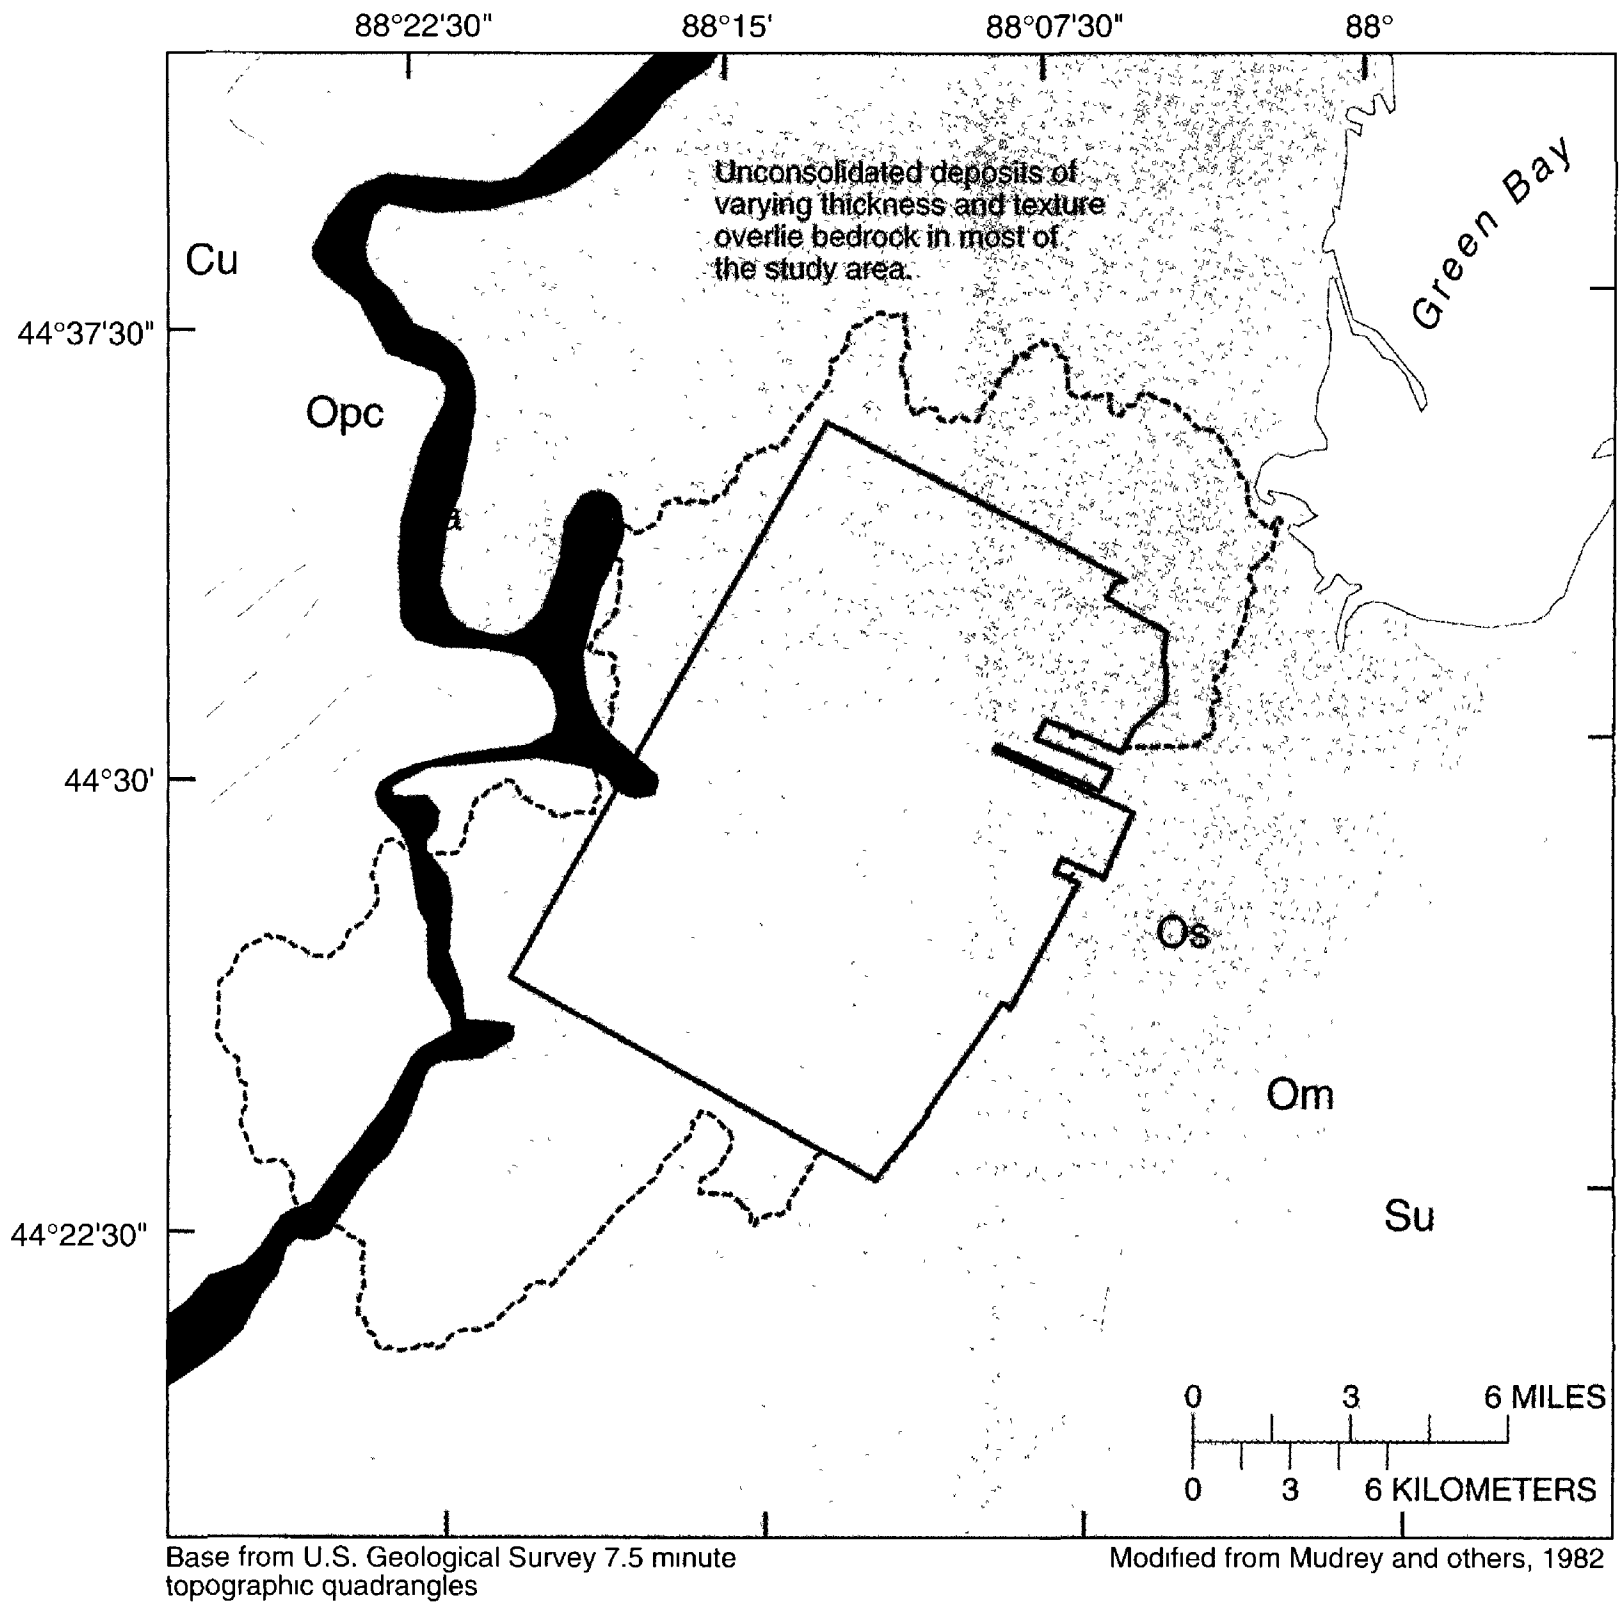 88°22'30" 88°15' 88°07'30" 88°
Unconsolidated deposits of
varying thickness and texture
overlie bedrock in most of
the study area.
Green Bay
Cu
44°37'30"
Opc
a
44°30'
Os
Om
Su
44°22'30"
0 3 6 MILES
0 3 6 KILOMETERS
Base from U.S. Geological Survey 7.5 minute
topographic quadrangles
Modified from Mudrey and others, 1982